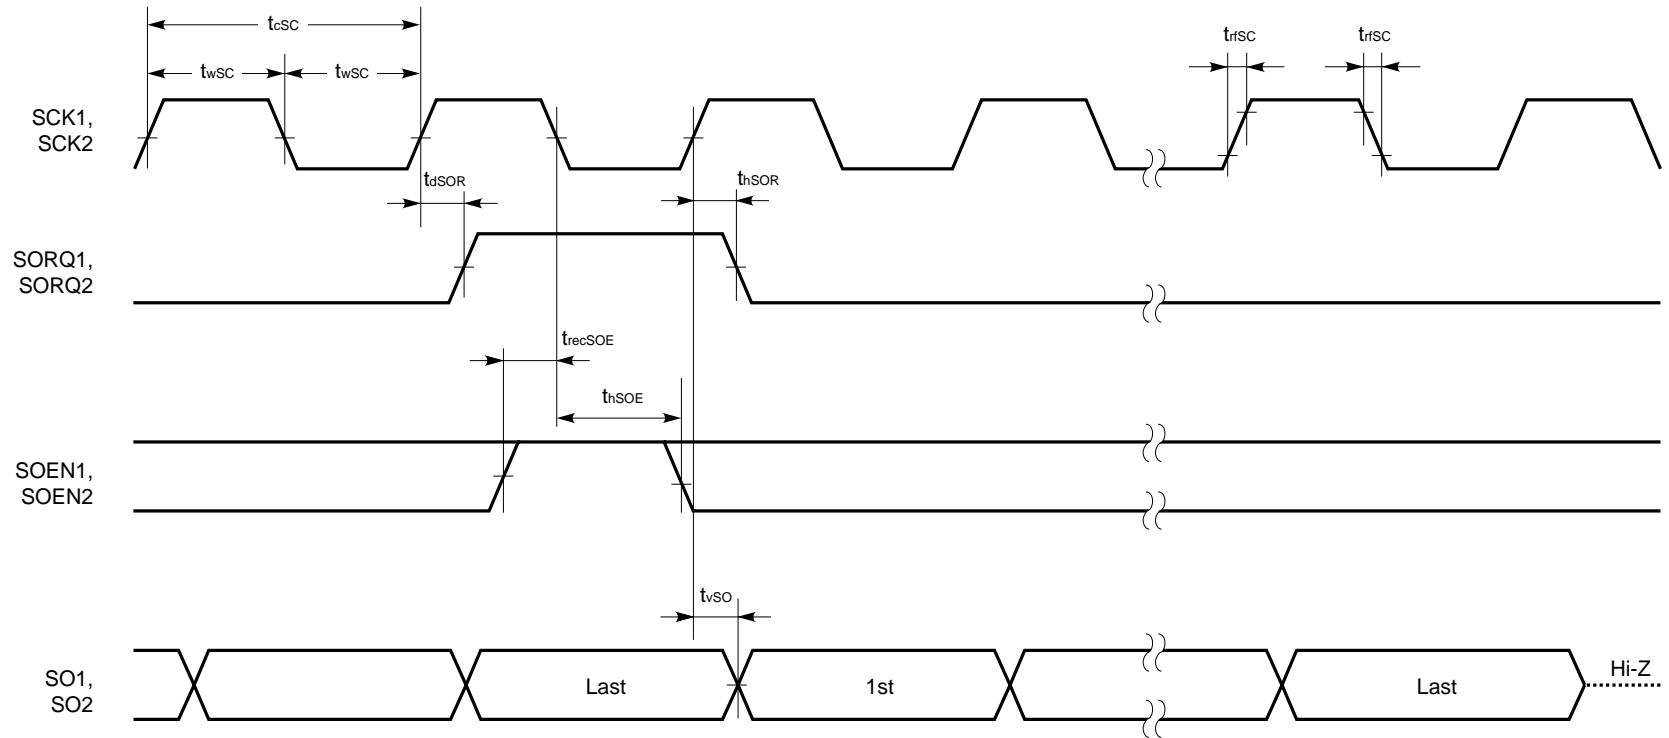 tcSC
trfSC trfSC
twSC twSC
SCK1,
SCK2
tdSOR thSOR
SORQ1,
SORQ2
trecSOE
thSOE
SOEN1,
SOEN2
tvSO
SO1,
SO2
Last 1st Last Hi-Z